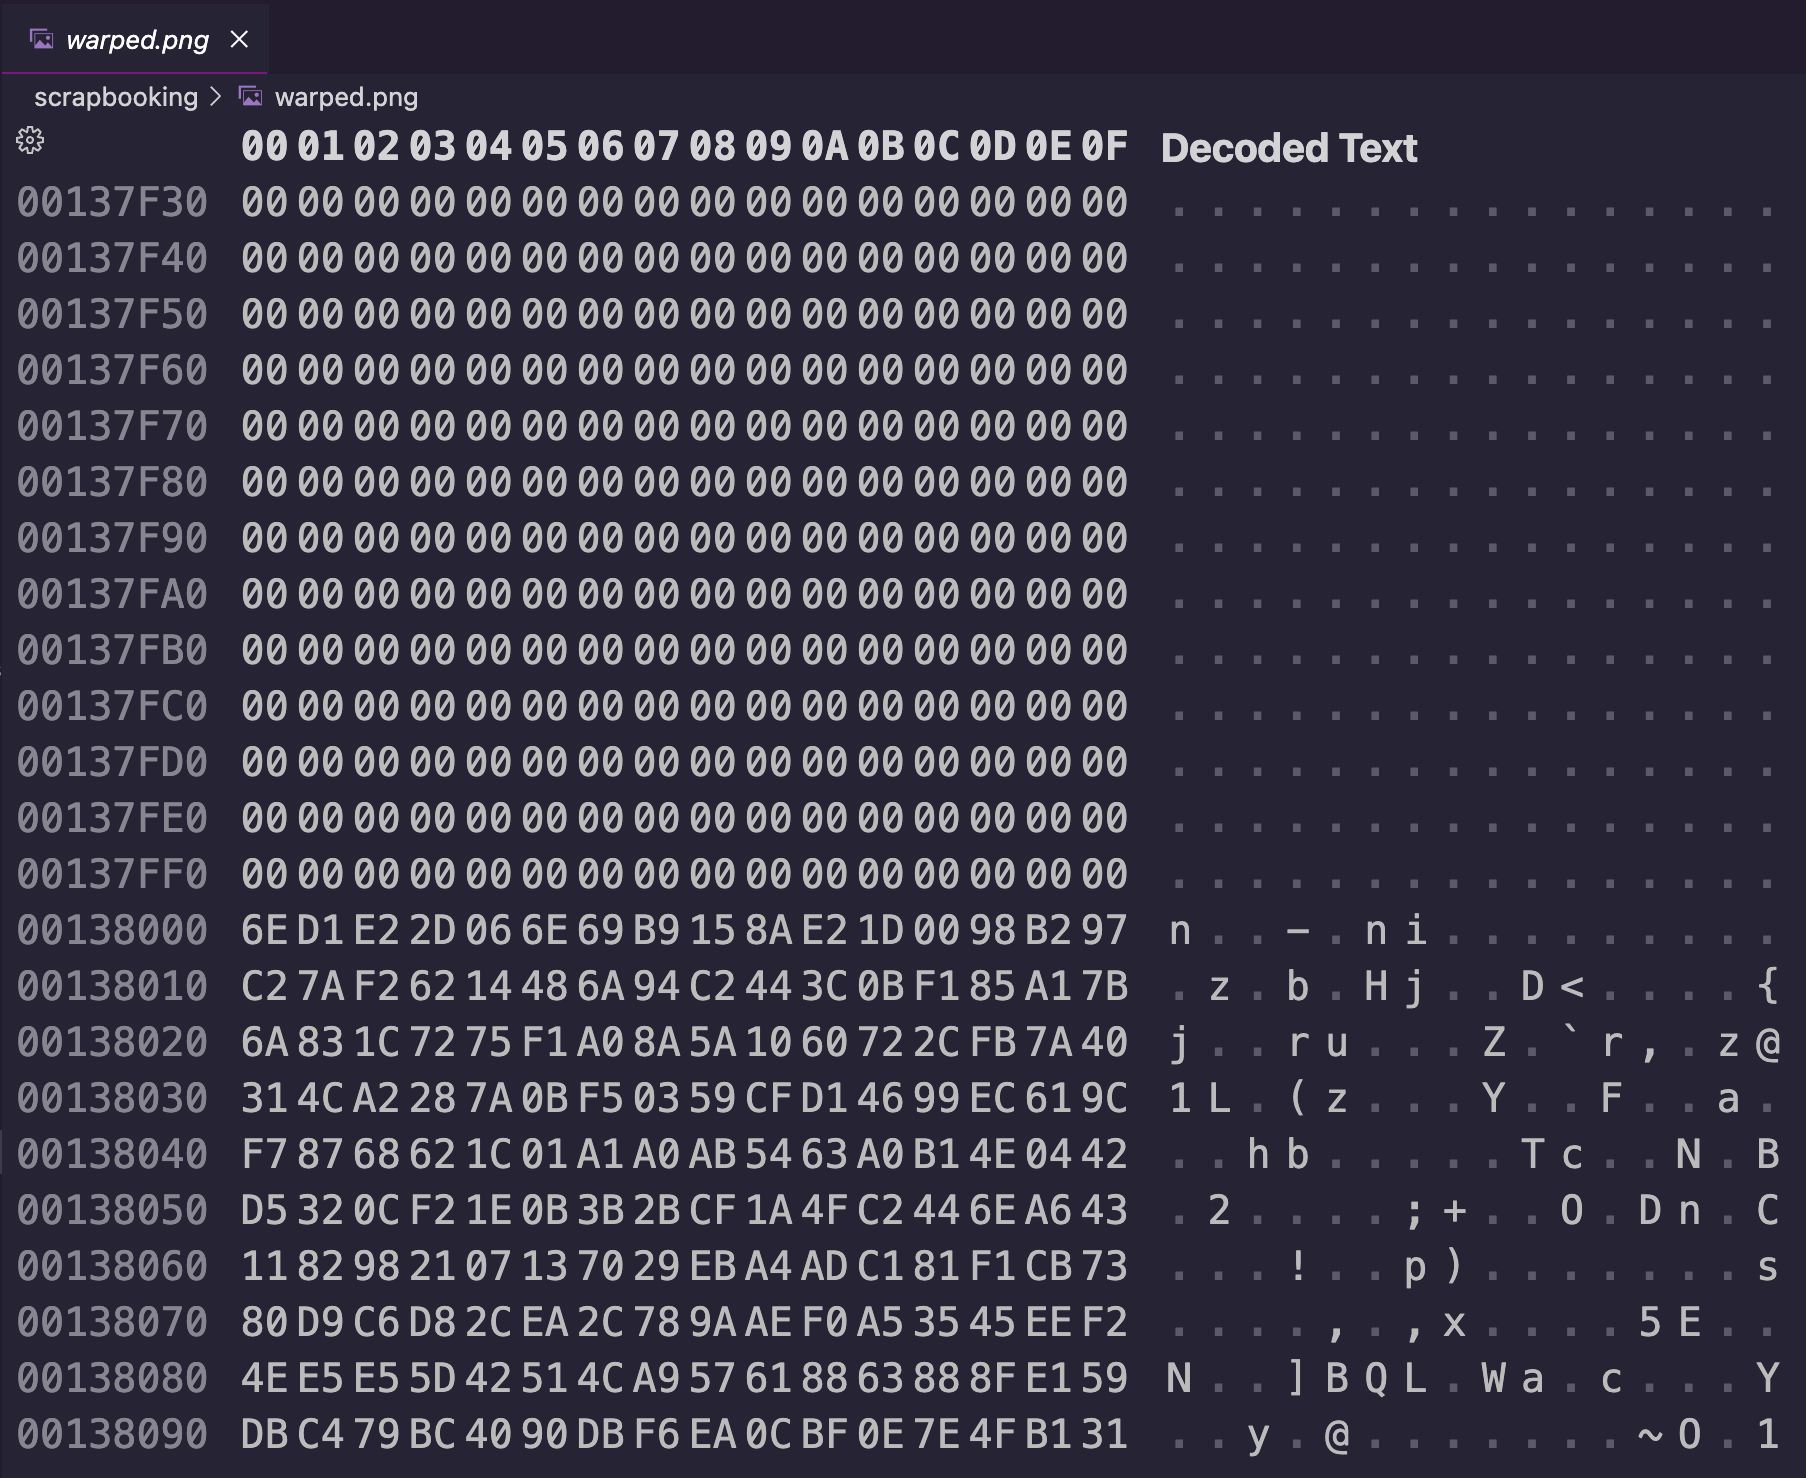 warped.png
scrapbooking > warped.png
00 01 02 03 04 05 06 07 08 09 0A 0B 0C 0D 0E 0F Decoded Text
00137F30 00 00 00 00 00 00 00 00 00 00 00 00 00 00 00 00 . . . . . . . . . . . . . . . .
00137F40 00 00 00 00 00 00 00 00 00 00 00 00 00 00 00 00 . . . . . . . . . . . . . . . .
00137F50 00 00 00 00 00 00 00 00 00 00 00 00 00 00 00 00 . . . . . . . . . . . . . . . .
00137F60 00 00 00 00 00 00 00 00 00 00 00 00 00 00 00 00 . . . . . . . . . . . . . . . .
00137F70 00 00 00 00 00 00 00 00 00 00 00 00 00 00 00 00 . . . . . . . . . . . . . . . .
00137F80 00 00 00 00 00 00 00 00 00 00 00 00 00 00 00 00 . . . . . . . . . . . . . . . .
00137F90 00 00 00 00 00 00 00 00 00 00 00 00 00 00 00 00 . . . . . . . . . . . . . . . .
00137FA0 00 00 00 00 00 00 00 00 00 00 00 00 00 00 00 00 . . . . . . . . . . . . . . . .
00137FB0 00 00 00 00 00 00 00 00 00 00 00 00 00 00 00 00 . . . . . . . . . . . . . . . .
00137FC0 00 00 00 00 00 00 00 00 00 00 00 00 00 00 00 00 . . . . . . . . . . . . . . . .
00137FD0 00 00 00 00 00 00 00 00 00 00 00 00 00 00 00 00 . . . . . . . . . . . . . . . .
00137FE0 00 00 00 00 00 00 00 00 00 00 00 00 00 00 00 00 . . . . . . . . . . . . . . . .
00137FF0 00 00 00 00 00 00 00 00 00 00 00 00 00 00 00 00 . . . . . . . . . . . . . . . .
00138000 6E D1 E2 2D 06 6E 69 B9 15 8A E2 1D 00 98 B2 97 n . . - . n i . . . . . . . . .
00138010 C2 7A F2 62 14 48 6A 94 C2 44 3C 0B F1 85 A1 7B . z . b . H j . . D < . . . . {
00138020 6A 83 1C 72 75 F1 A0 8A 5A 10 60 72 2C FB 7A 40 j . . r u . . . Z . ` r , . z @
00138030 31 4C A2 28 7A 0B F5 03 59 CF D1 46 99 EC 61 9C 1 L . ( z . . . Y . . F . . a .
00138040 F7 87 68 62 1C 01 A1 A0 AB 54 63 A0 B1 4E 04 42 . . h b . . . . . T c . . N . B
00138050 D5 32 0C F2 1E 0B 3B 2B CF 1A 4F C2 44 6E A6 43 . 2 . . . . ; + . . O . D n . C
00138060 11 82 98 21 07 13 70 29 EB A4 AD C1 81 F1 CB 73 . . . ! . . p ) . . . . . . . s
00138070 80 D9 C6 D8 2C EA 2C 78 9A AE F0 A5 35 45 EE F2 . . . . , . , x . . . . 5 E . .
00138080 4E E5 E5 5D 42 51 4C A9 57 61 88 63 88 8F E1 59 N . . ] B Q L . W a . c . . . Y
00138090 DB C4 79 BC 40 90 DB F6 EA 0C BF 0E 7E 4F B1 31 . . y . @ . . . . . . . ~ O . 1